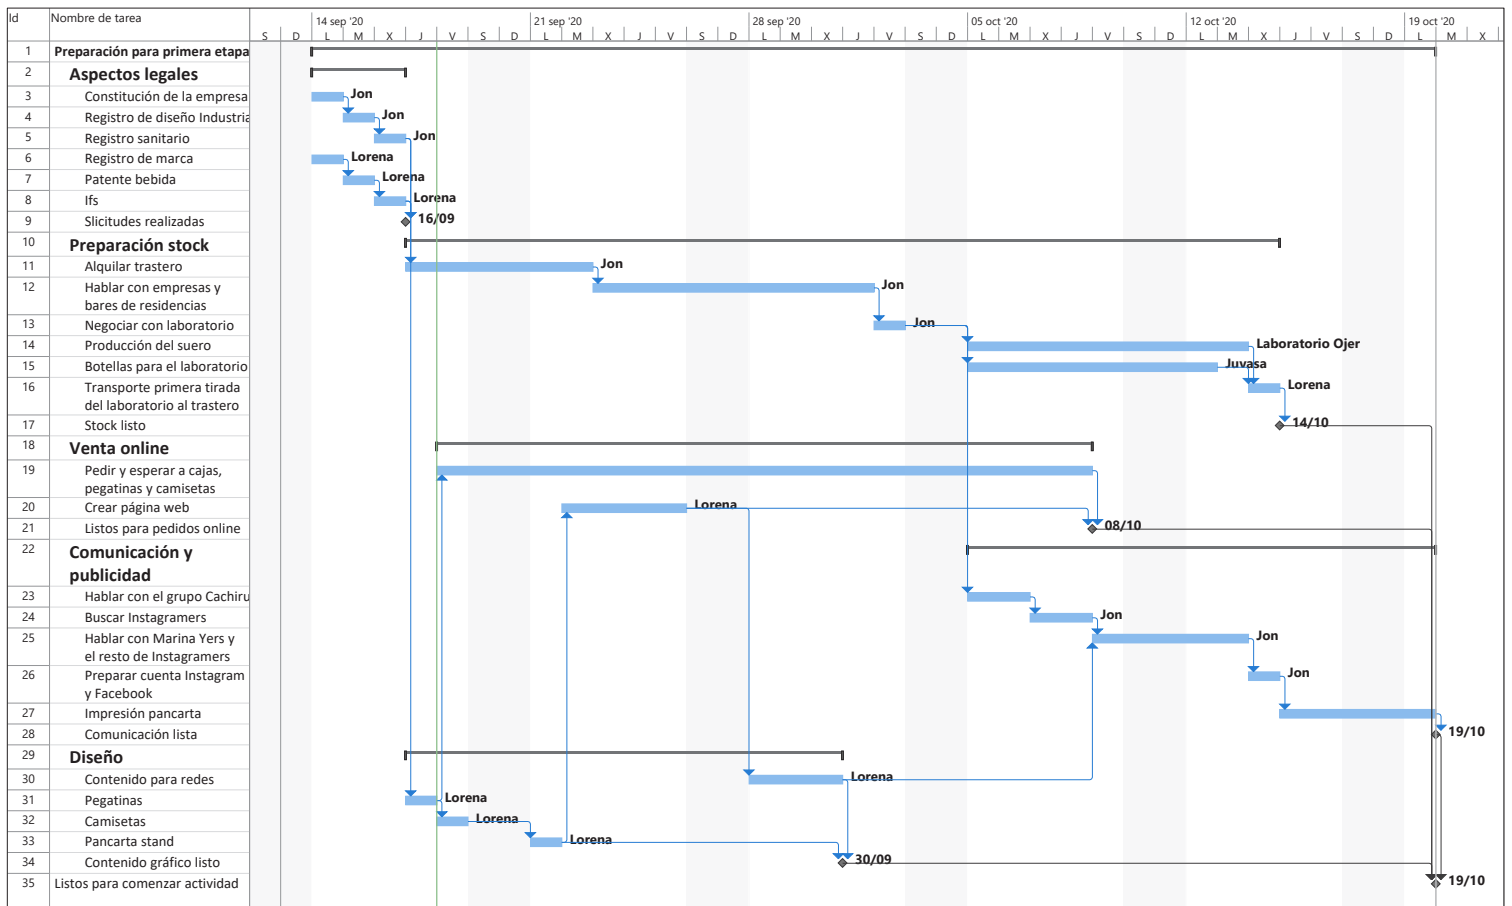 Id Nombre de tarea 14 sep '20 21 sep '20 28 sep '20 05 oct '20 12 oct '20 19 oct '20
S D L M X J V S D L M X J V S D L M X J V S D L M X J V S D L M X J V S D L M X
1 Preparación para primera etapa
2 Aspectos legales
3 Constitución de la empresa Jon
4 Registro de diseño Industria Jon
5 Registro sanitario Jon
6 Registro de marca Lorena
7 Patente bebida Lorena
8 Ifs Lorena
9 Slicitudes realizadas 16/09
10 Preparación stock
11 Alquilar trastero Jon
12 Hablar con empresas y Jon
bares de residencias
13 Negociar con laboratorio Jon
14 Producción del suero Laboratorio Ojer
15 Botellas para el laboratorio Juvasa
16 Transporte primera tirada Lorena
del laboratorio al trastero
17 Stock listo 14/10
18 Venta online
19 Pedir y esperar a cajas,
pegatinas y camisetas
20 Crear página web Lorena
21 Listos para pedidos online 08/10
22 Comunicación y
publicidad
23 Hablar con el grupo Cachiru
24 Buscar Instagramers Jon
25 Hablar con Marina Yers y Jon
el resto de Instagramers
26 Preparar cuenta Instagram Jon
y Facebook
27 Impresión pancarta
28 Comunicación lista 19/10
29 Diseño
30 Contenido para redes Lorena
31 Pegatinas Lorena
32 Camisetas Lorena
33 Pancarta stand Lorena
34 Contenido gráfico listo 30/09
35 Listos para comenzar actividad 19/10